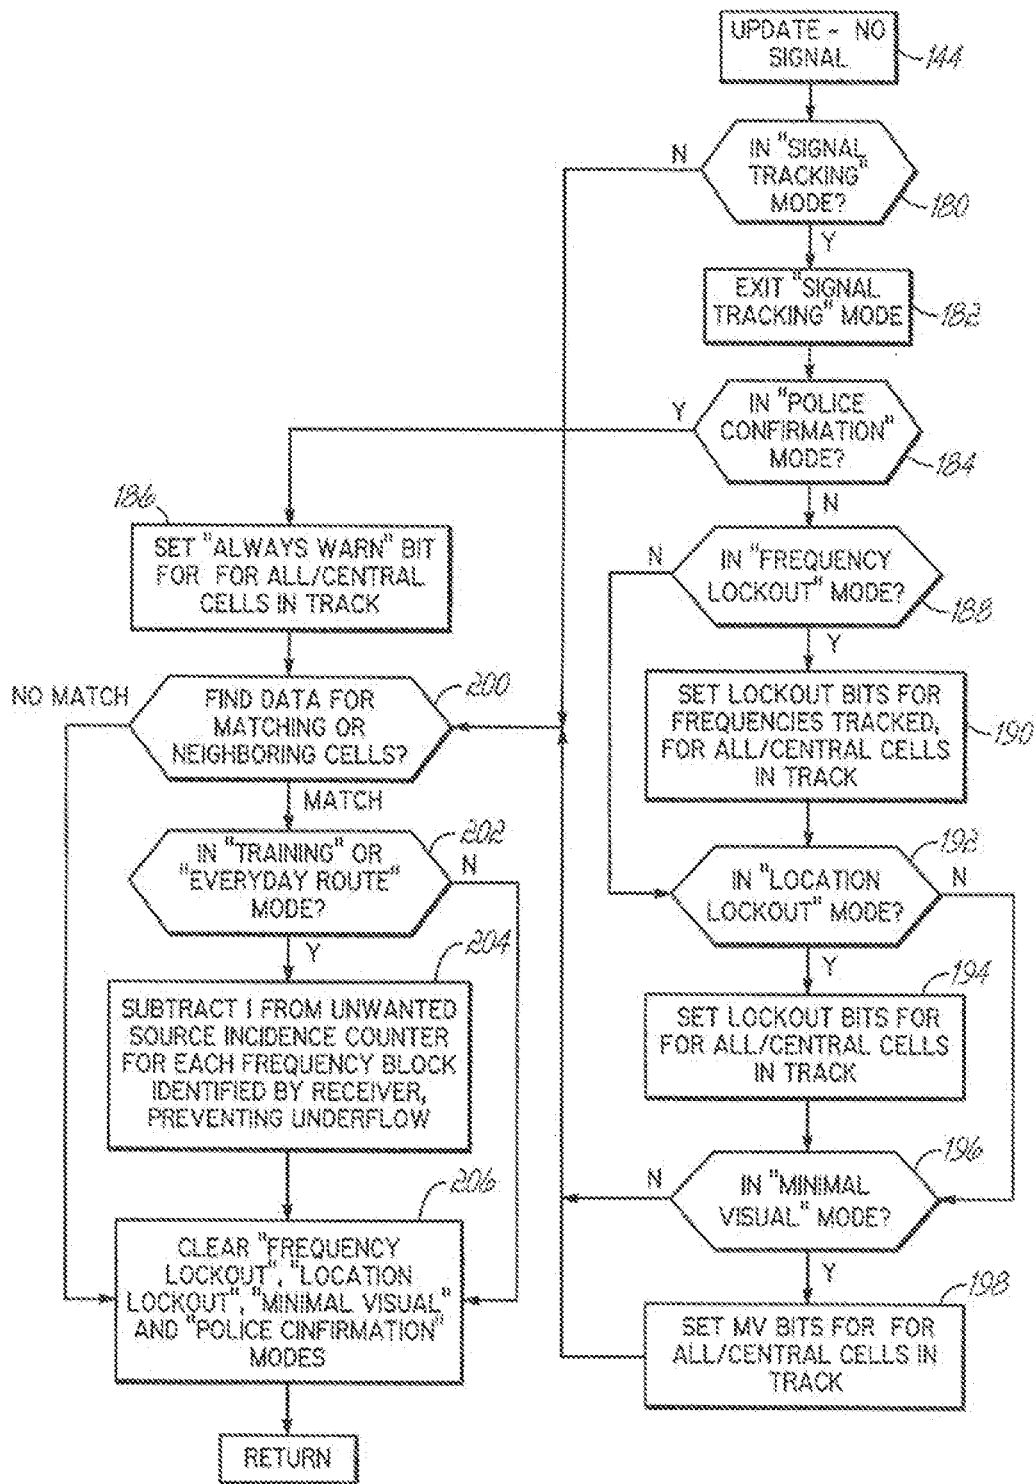 UPDATE - NO
SIGNAL
144
IN "SIGNAL
TRACKING"
MODE?
180
N
Y
EXIT "SIGNAL
TRACKING" MODE
182
IN "POLICE
CONFIRMATION"
MODE?
184
Y
N
186
SET "ALWAYS WARN" BIT
FOR FOR ALL/CENTRAL
CELLS IN TRACK
IN "FREQUENCY
LOCKOUT" MODE?
188
N
Y
SET LOCKOUT BITS FOR
FREQUENCIES TRACKED,
FOR ALL/CENTRAL CELLS
IN TRACK
190
NO MATCH
FIND DATA FOR
MATCHING OR
NEIGHBORING CELLS?
200
MATCH
IN "TRAINING" OR
"EVERYDAY ROUTE"
MODE?
202
N
Y
IN "LOCATION
LOCKOUT" MODE?
192
N
Y
204
SUBTRACT 1 FROM UNWANTED
SOURCE INCIDENCE COUNTER
FOR EACH FREQUENCY BLOCK
IDENTIFIED BY RECEIVER,
PREVENTING UNDERFLOW
194
SET LOCKOUT BITS FOR
FOR ALL/CENTRAL CELLS
IN TRACK
IN "MINIMAL
VISUAL" MODE?
196
N
Y
206
CLEAR "FREQUENCY
LOCKOUT", "LOCATION
LOCKOUT", "MINIMAL VISUAL"
AND "POLICE CINFIRMATION"
MODES
198
SET MV BITS FOR FOR
ALL/CENTRAL CELLS IN
TRACK
RETURN